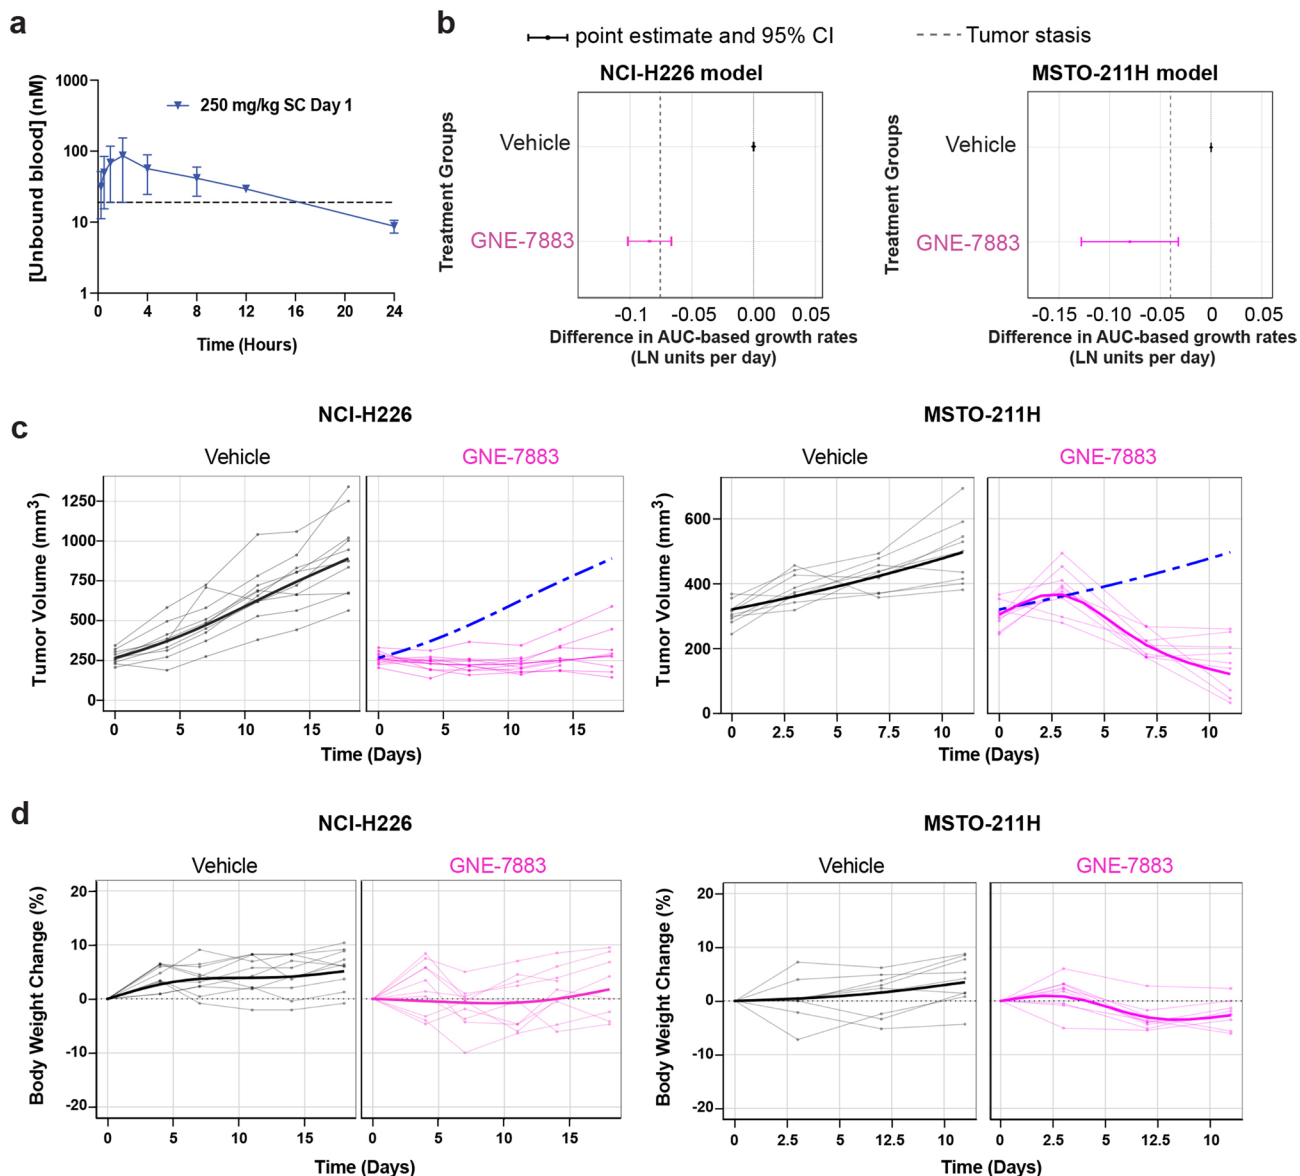 a
[Unbound blood] (nM)
1000
100
10
1
250 mg/kg SC Day 1
0 4 8 12 16 20 24
Time (Hours)
b
point estimate and 95% CI
Tumor stasis
NCI-H226 model
Treatment Groups
Vehicle
GNE-7883
-0.1 -0.05 0.00 0.05
Difference in AUC-based growth rates
(LN units per day)
MSTO-211H model
Treatment Groups
Vehicle
GNE-7883
-0.15 -0.10 -0.05 0 0.05
Difference in AUC-based growth rates
(LN units per day)
c
NCI-H226
Vehicle
GNE-7883
Tumor Volume (mm³)
1250
1000
750
500
250
0
0 5 10 15
0 5 10 15
Time (Days)
MSTO-211H
Vehicle
GNE-7883
Tumor Volume (mm³)
600
400
200
0
0 2.5 5 7.5 10
0 2.5 5 7.5 10
Time (Days)
d
NCI-H226
Vehicle
GNE-7883
Body Weight Change (%)
20
10
0
-10
-20
0 5 10 15
0 5 10 15
Time (Days)
MSTO-211H
Vehicle
GNE-7883
Body Weight Change (%)
20
10
0
-10
-20
0 2.5 5 12.5 10
0 2.5 5 12.5 10
Time (Days)